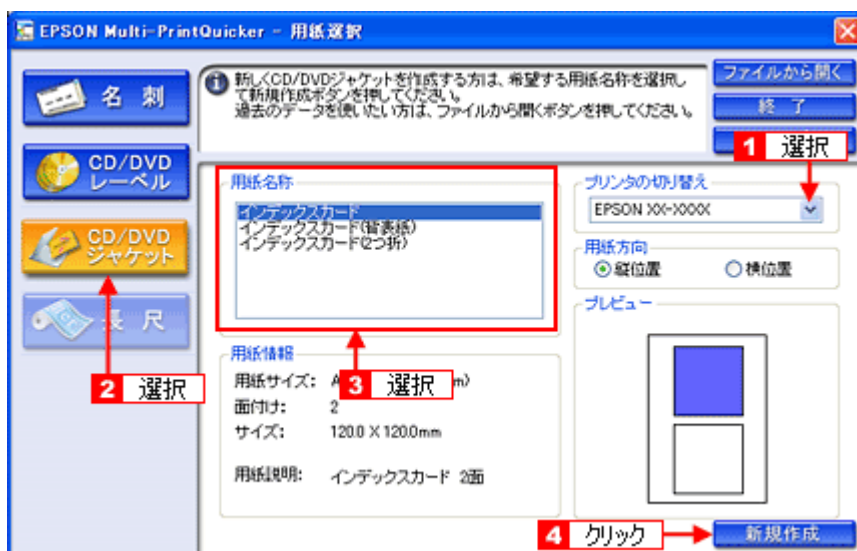 EPSON Multi-PrintQuicker - 用紙選択
名 刺
CD/DVD
レーベル
CD/DVD
ジャケット
長 尺
新しくCD/DVDジャケットを作成する方は、希望する用紙名称を選択し
て新規作成ボタンを押してください。
過去のデータを使いたい方は、ファイルから開くボタンを押してください。
ファイルから開く
終 了
1 選択
用紙名称
インデックスカード
インデックスカード(背表紙)
インデックスカード(2つ折)
プリンタの切り替え
EPSON XX-XXXX
用紙方向
縦位置 横位置
プレビュー
2 選択
3 選択
用紙情報
用紙サイズ:
面付け: 2
サイズ: 120.0 X 120.0mm
用紙説明: インデックスカード 2面
4 クリック
新規作成